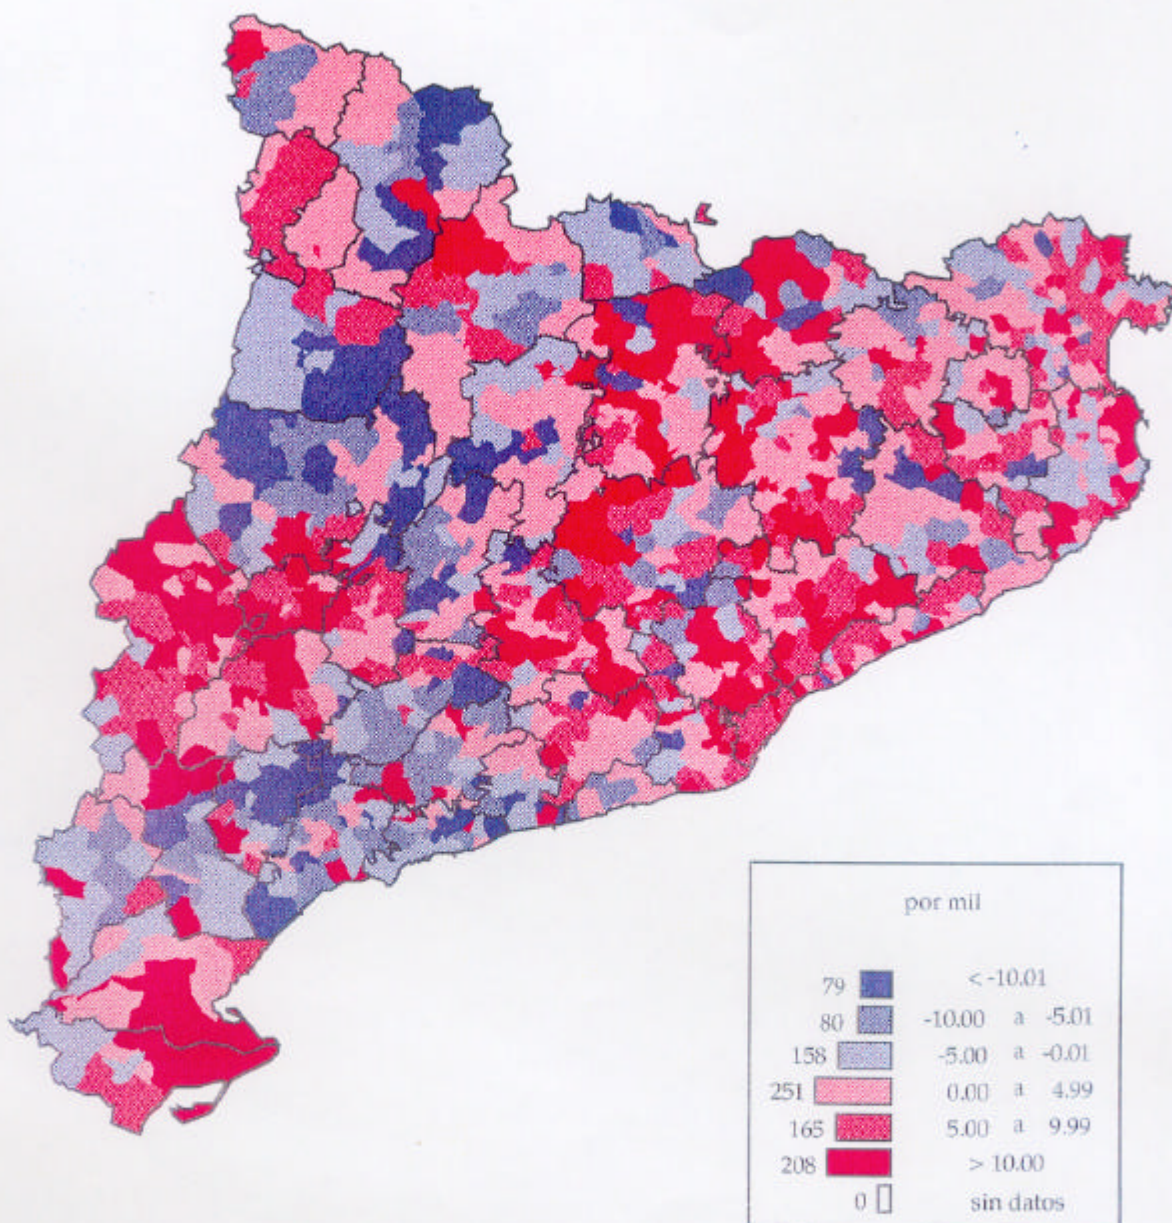 por mil
79 < -10.01
80 -10.00 a -5.01
158 -5.00 a -0.01
251 0.00 a 4.99
165 5.00 a 9.99
208 > 10.00
0 sin datos